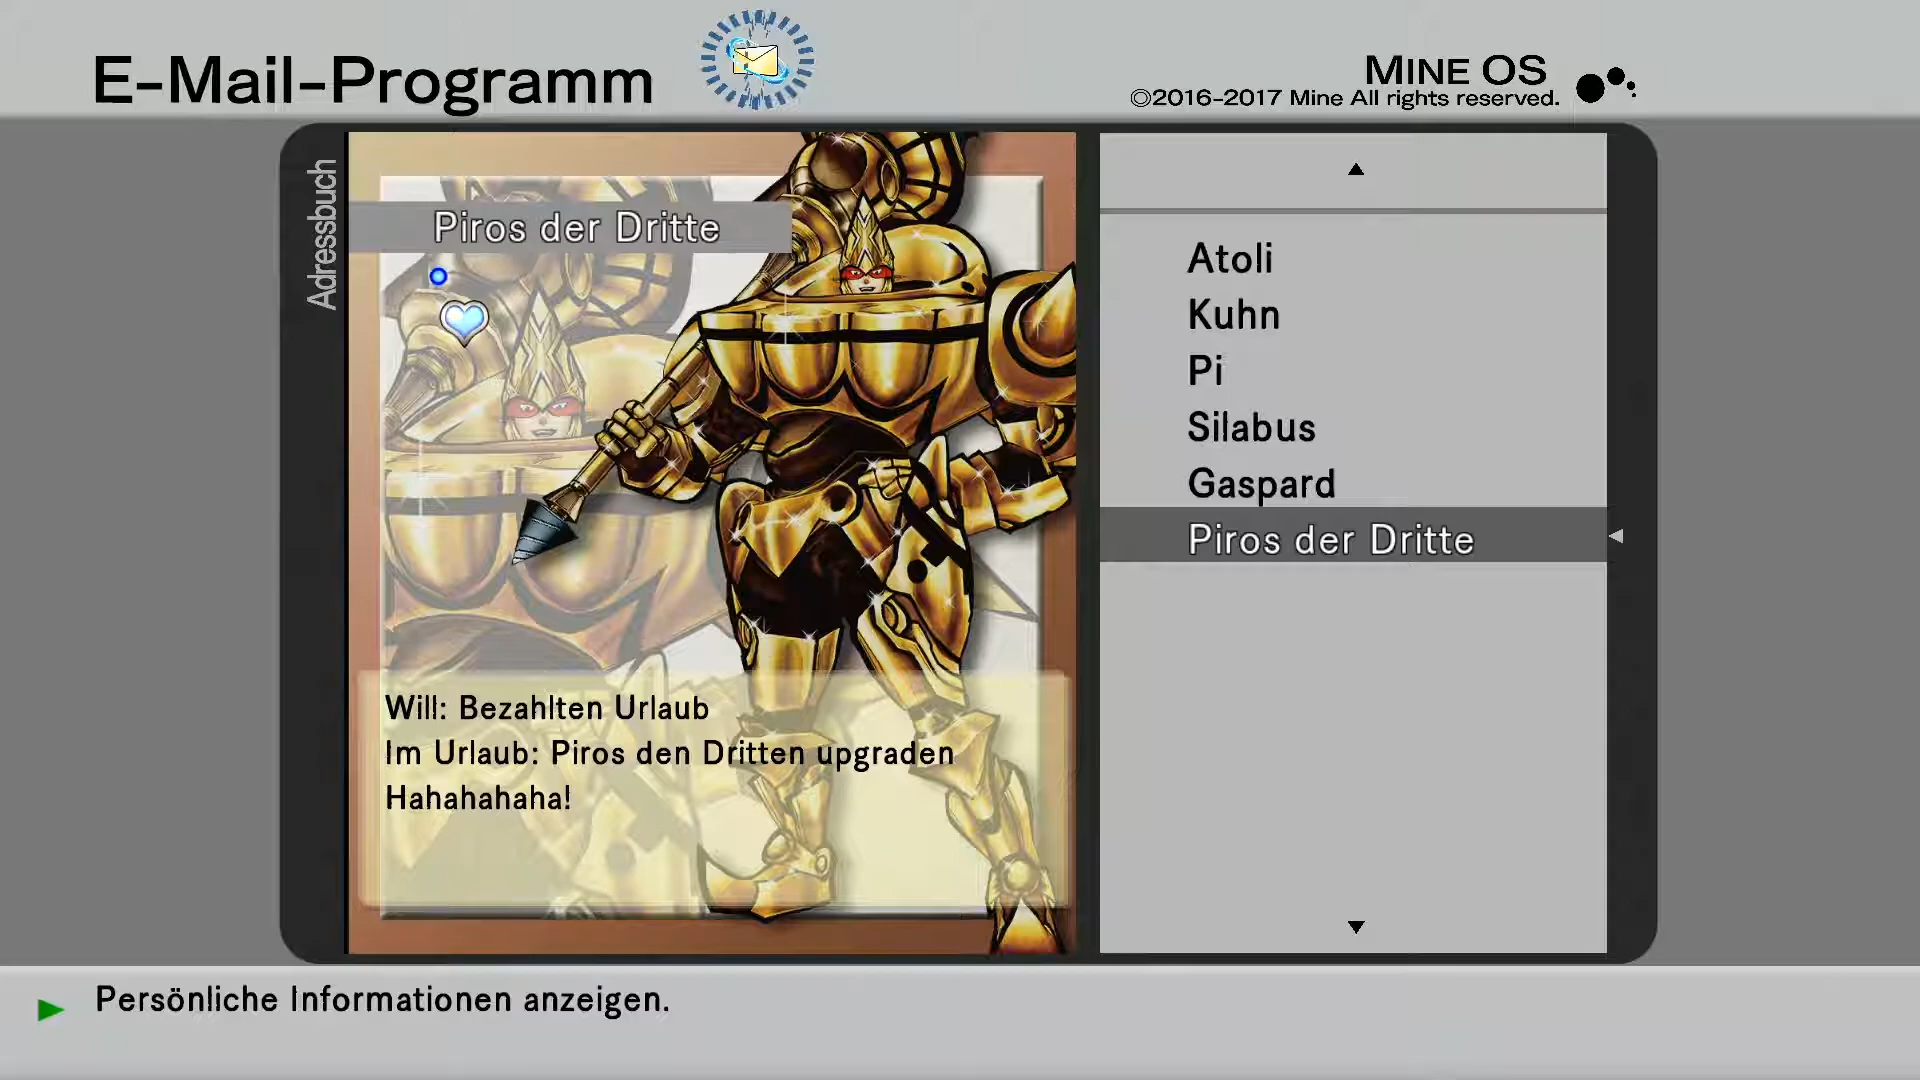 E-Mail-Programm
MINE OS
©2016-2017 Mine All rights reserved.
Adressbuch
Piros der Dritte
Will: Bezahlten Urlaub
Im Urlaub: Piros den Dritten upgraden
Hahahahaha!
Atoli
Kuhn
Pi
Silabus
Gaspard
Piros der Dritte
Persönliche Informationen anzeigen.